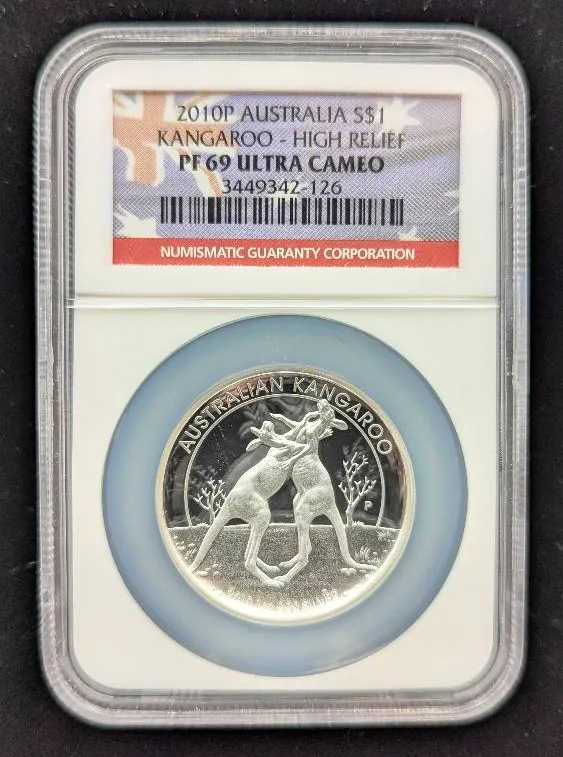 2010P AUSTRALIA S$1
KANGAROO - HIGH RELIEF
PF 69 ULTRA CAMEO
3449342-126
NUMISMATIC GUARANTY CORPORATION
AUSTRALIAN KANGAROO
P